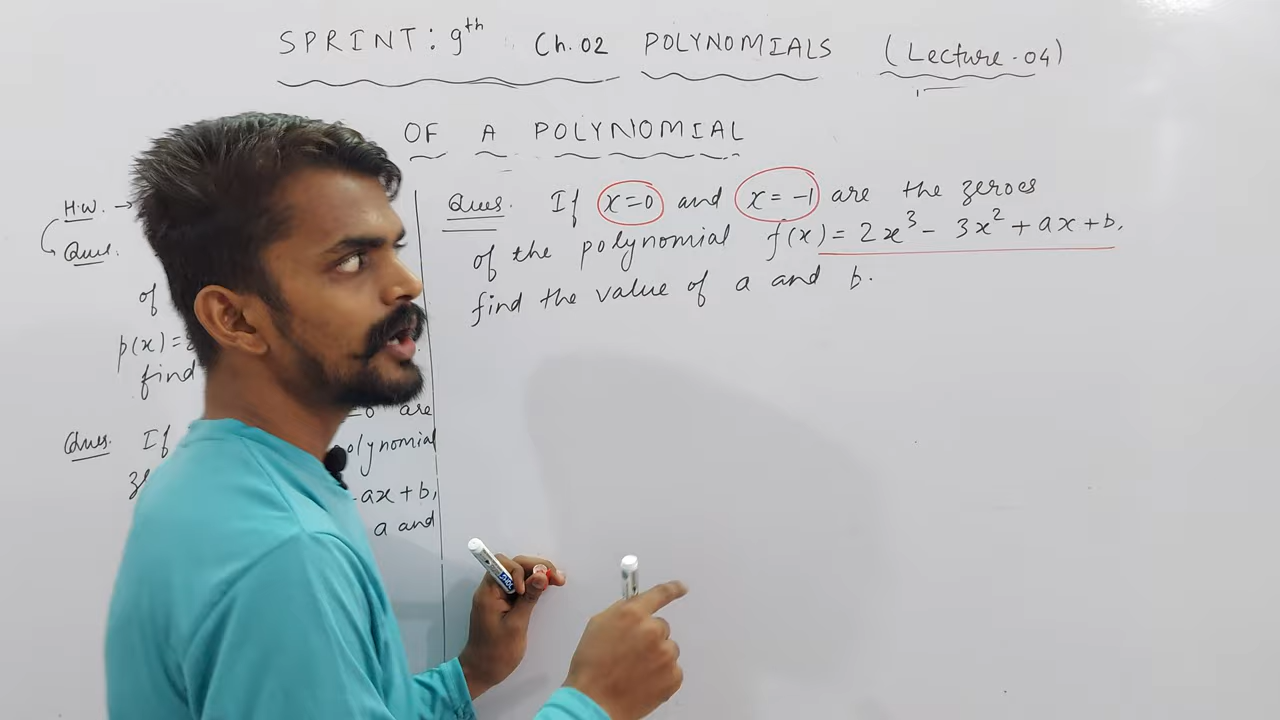 SPRINT: 9th Ch. 02 POLYNOMIALS (Lecture-04)
OF A POLYNOMIAL
H.W. →
Ques.
of
p(x)=
find
Ques. If =0 are
polynomial
ax+b,
a and
Ques. If x=0 and x=-1 are the zeroes
of the polynomial f(x) = 2x³ - 3x² + ax + b,
find the value of a and b.